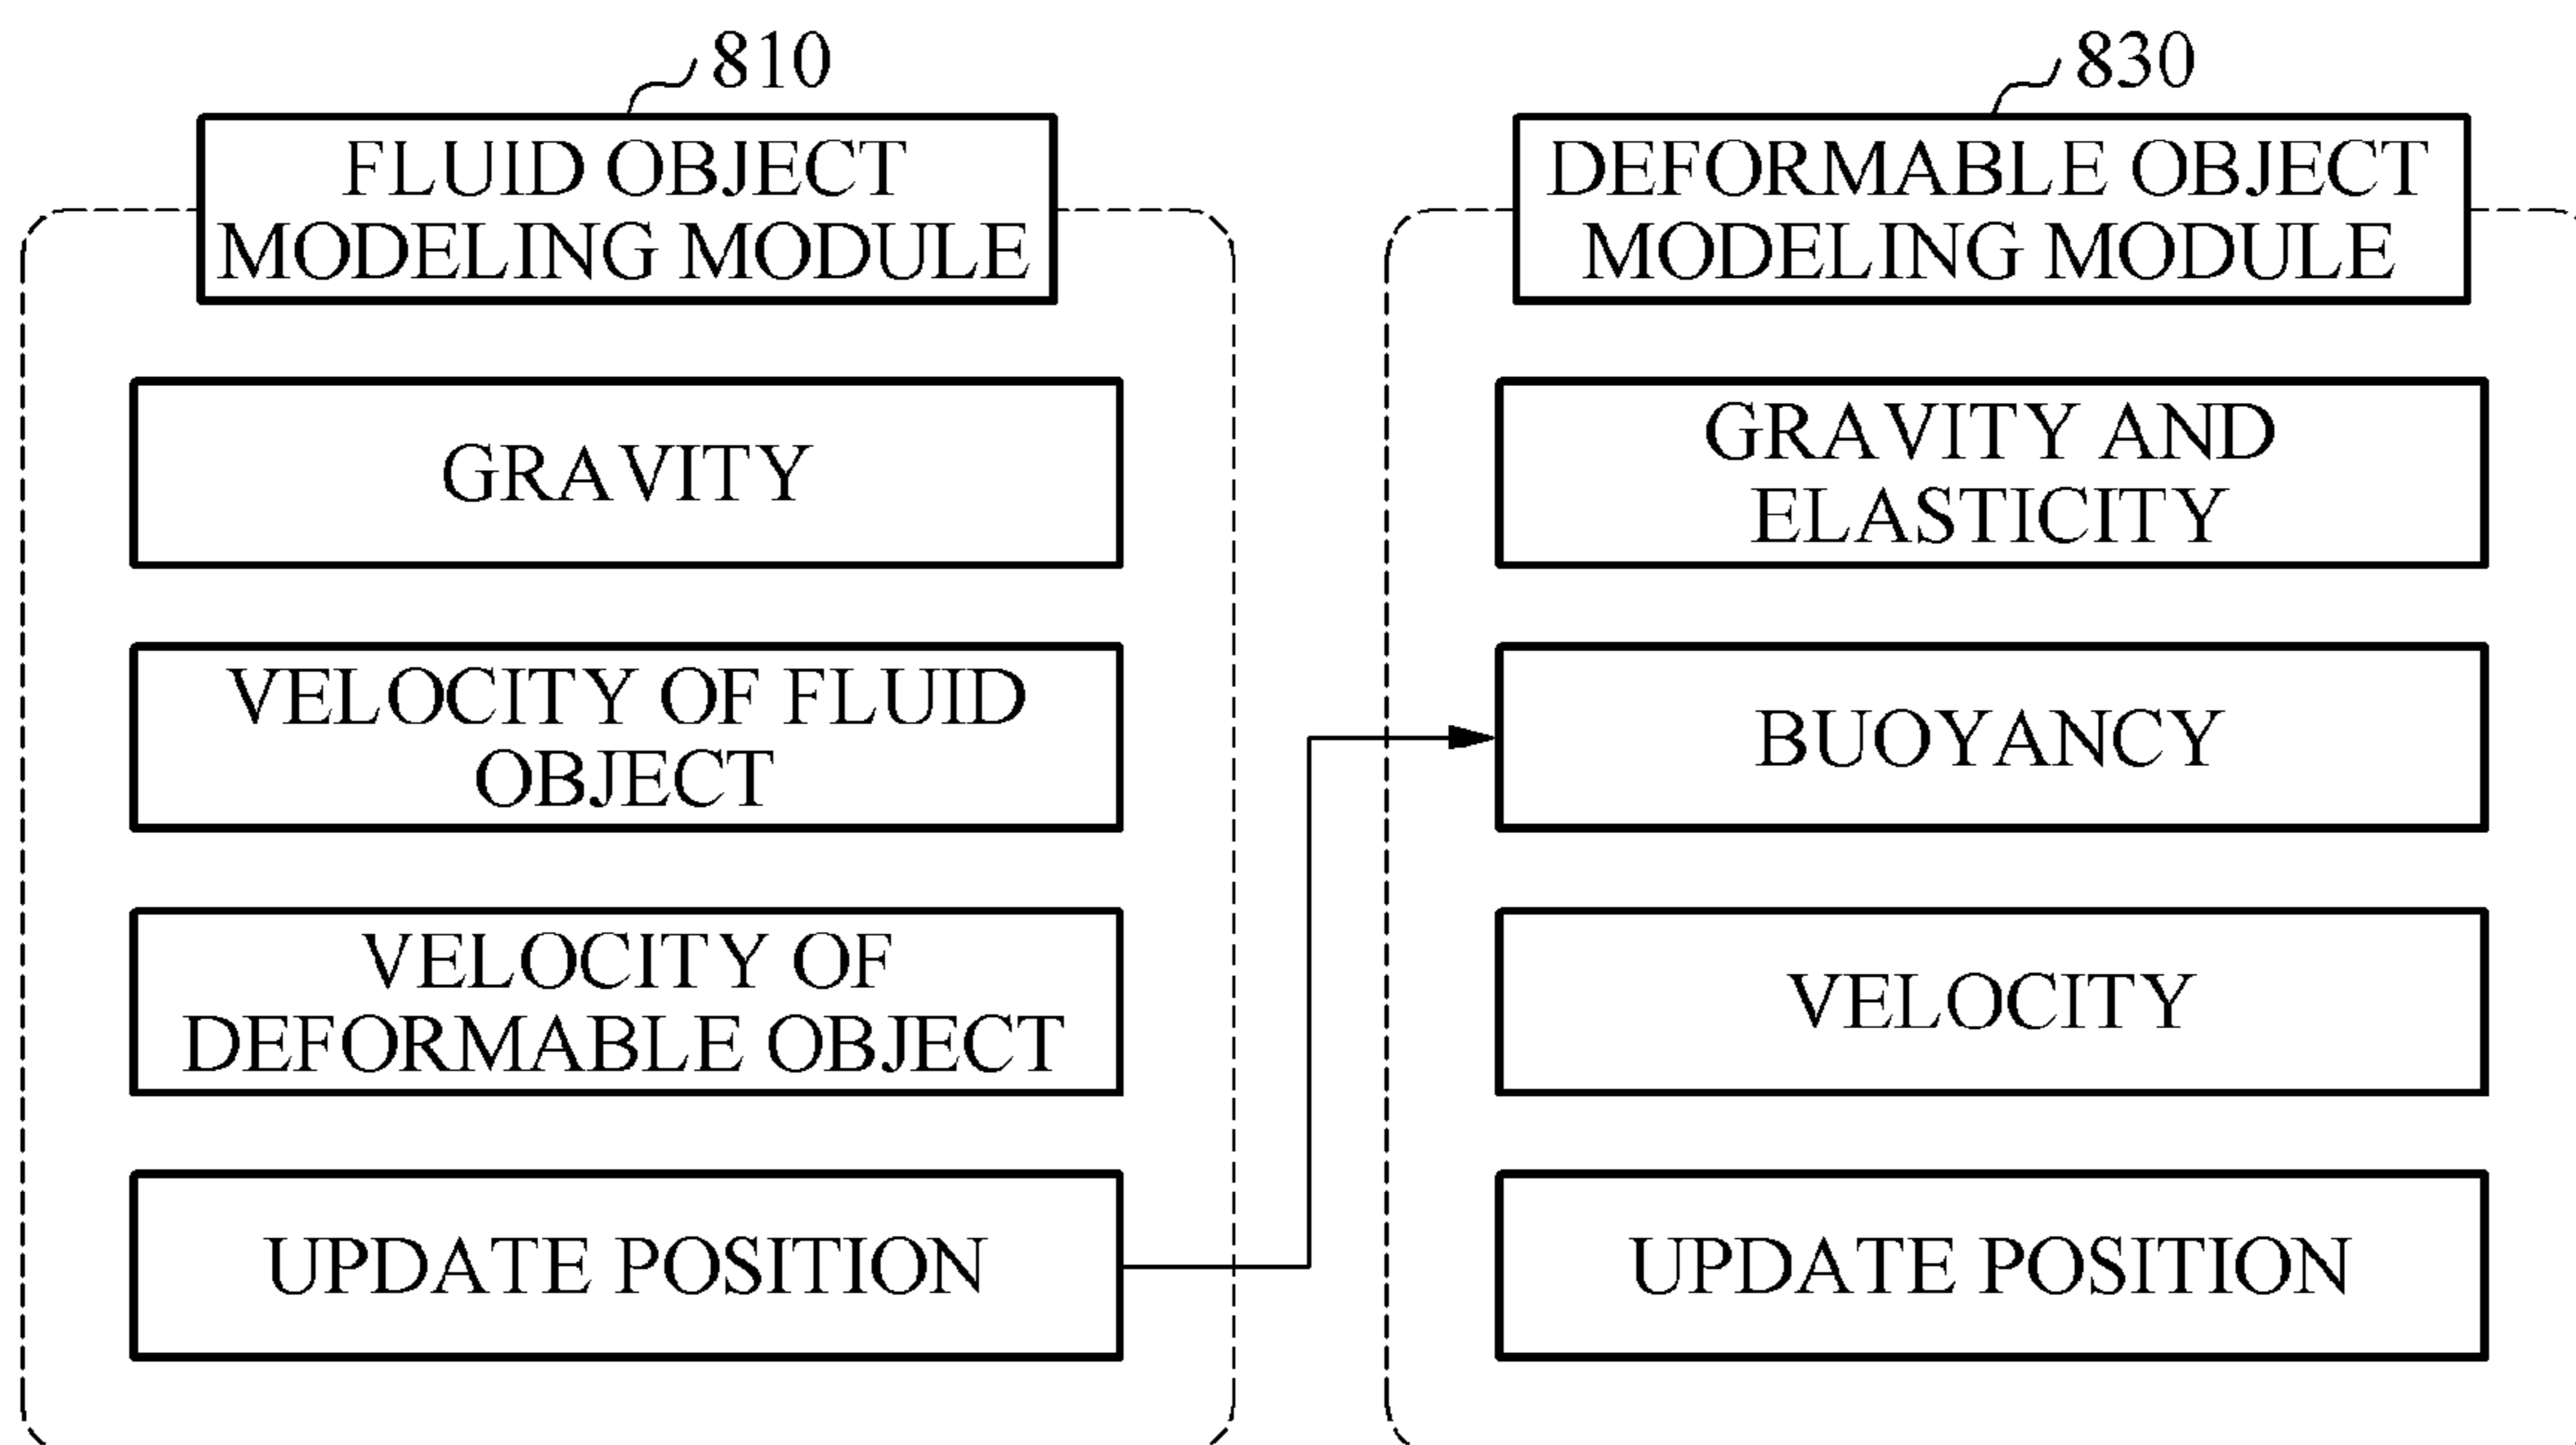 810
FLUID OBJECT
MODELING MODULE
GRAVITY
VELOCITY OF FLUID
OBJECT
VELOCITY OF
DEFORMABLE OBJECT
UPDATE POSITION
830
DEFORMABLE OBJECT
MODELING MODULE
GRAVITY AND
ELASTICITY
BUOYANCY
VELOCITY
UPDATE POSITION